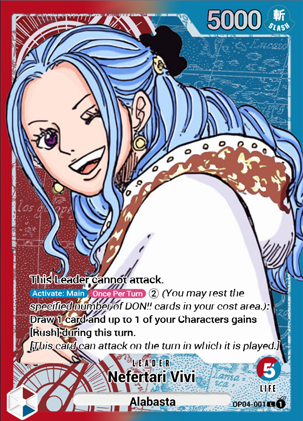 5000 斬
SLASH
This Leader cannot attack.
Activate: Main Once Per Turn ② (You may rest the
specified number of DON!! cards in your cost area.):
Draw 1 card and up to 1 of your Characters gains
[Rush] during this turn.
[This card can attack on the turn in which it is played.]
LEADER
Nefertari Vivi
5
LIFE
Alabasta
OP04-001 L 1